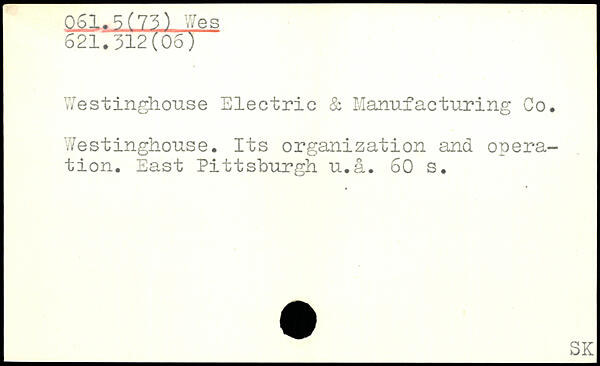 061.5(73) Wes
621.312(06)
Westinghouse Electric & Manufacturing Co.
Westinghouse. Its organization and opera-
tion. East Pittsburgh u.å. 60 s.
SK